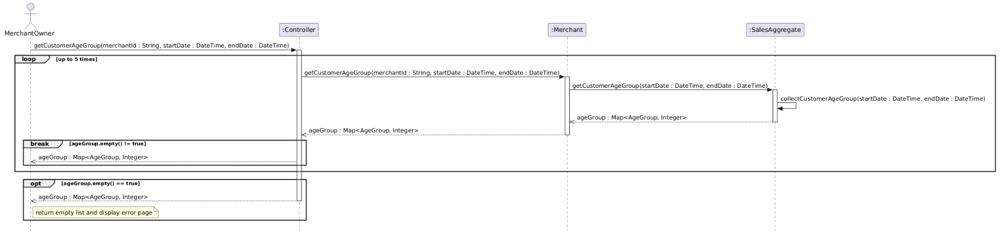 MerchantOwner
:Controller
:Merchant
:SalesAggregate
getCustomerAgeGroup(merchantId : String, startDate : DateTime, endDate : DateTime)
loop
[up to 5 times]
getCustomerAgeGroup(merchantId : String, startDate : DateTime, endDate : DateTime)
getCustomerAgeGroup(startDate : DateTime, endDate : DateTime)
collectCustomerAgeGroup(startDate : DateTime, endDate : DateTime)
ageGroup : Map<AgeGroup, Integer>
ageGroup : Map<AgeGroup, Integer>
break
[ageGroup.empty() != true]
ageGroup : Map<AgeGroup, Integer>
opt
[ageGroup.empty() == true]
ageGroup : Map<AgeGroup, Integer>
return empty list and display error page